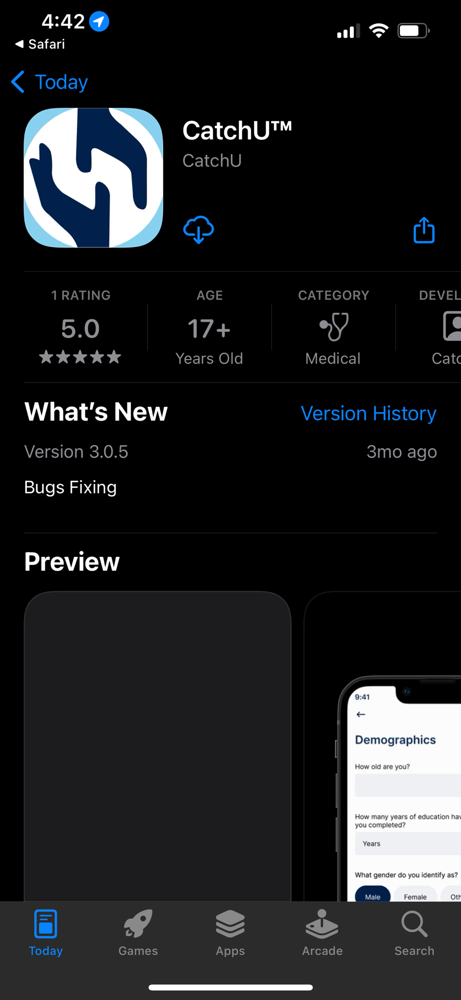 4:42
Safari
Today
CatchU™
CatchU
1 RATING
5.0
AGE
17+
Years Old
CATEGORY
Medical
DEVEL
Catc
What's New
Version History
Version 3.0.5
3mo ago
Bugs Fixing
Preview
9:41
Demographics
How old are you?
How many years of education hav
you completed?
Years
What gender do you identify as?
Male
Female
Oth
Today
Games
Apps
Arcade
Search